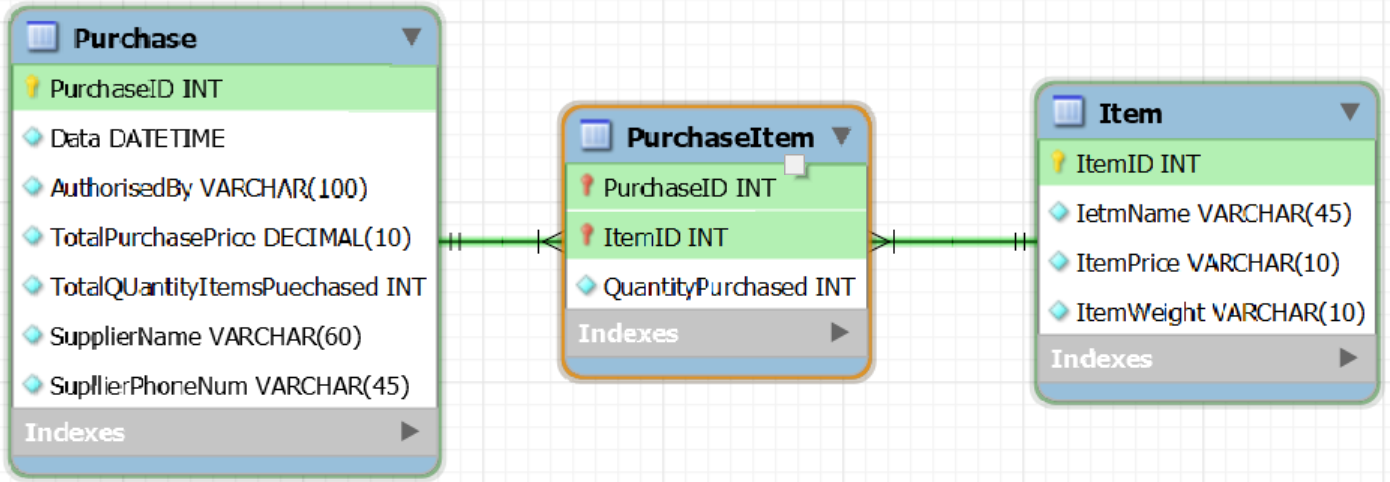 Purchase
PurchaseID INT
Data DATETIME
AuthorisedBy VARCHAR(100)
TotalPurchasePrice DECIMAL(10)
TotalQUantityItemsPuechased INT
SupplierName VARCHAR(60)
SupllierPhoneNum VARCHAR(45)
Indexes
PurchaseItem
PurchaseID INT
ItemID INT
QuantityPurchased INT
Indexes
Item
ItemID INT
IetmName VARCHAR(45)
ItemPrice VARCHAR(10)
ItemWeight VARCHAR(10)
Indexes